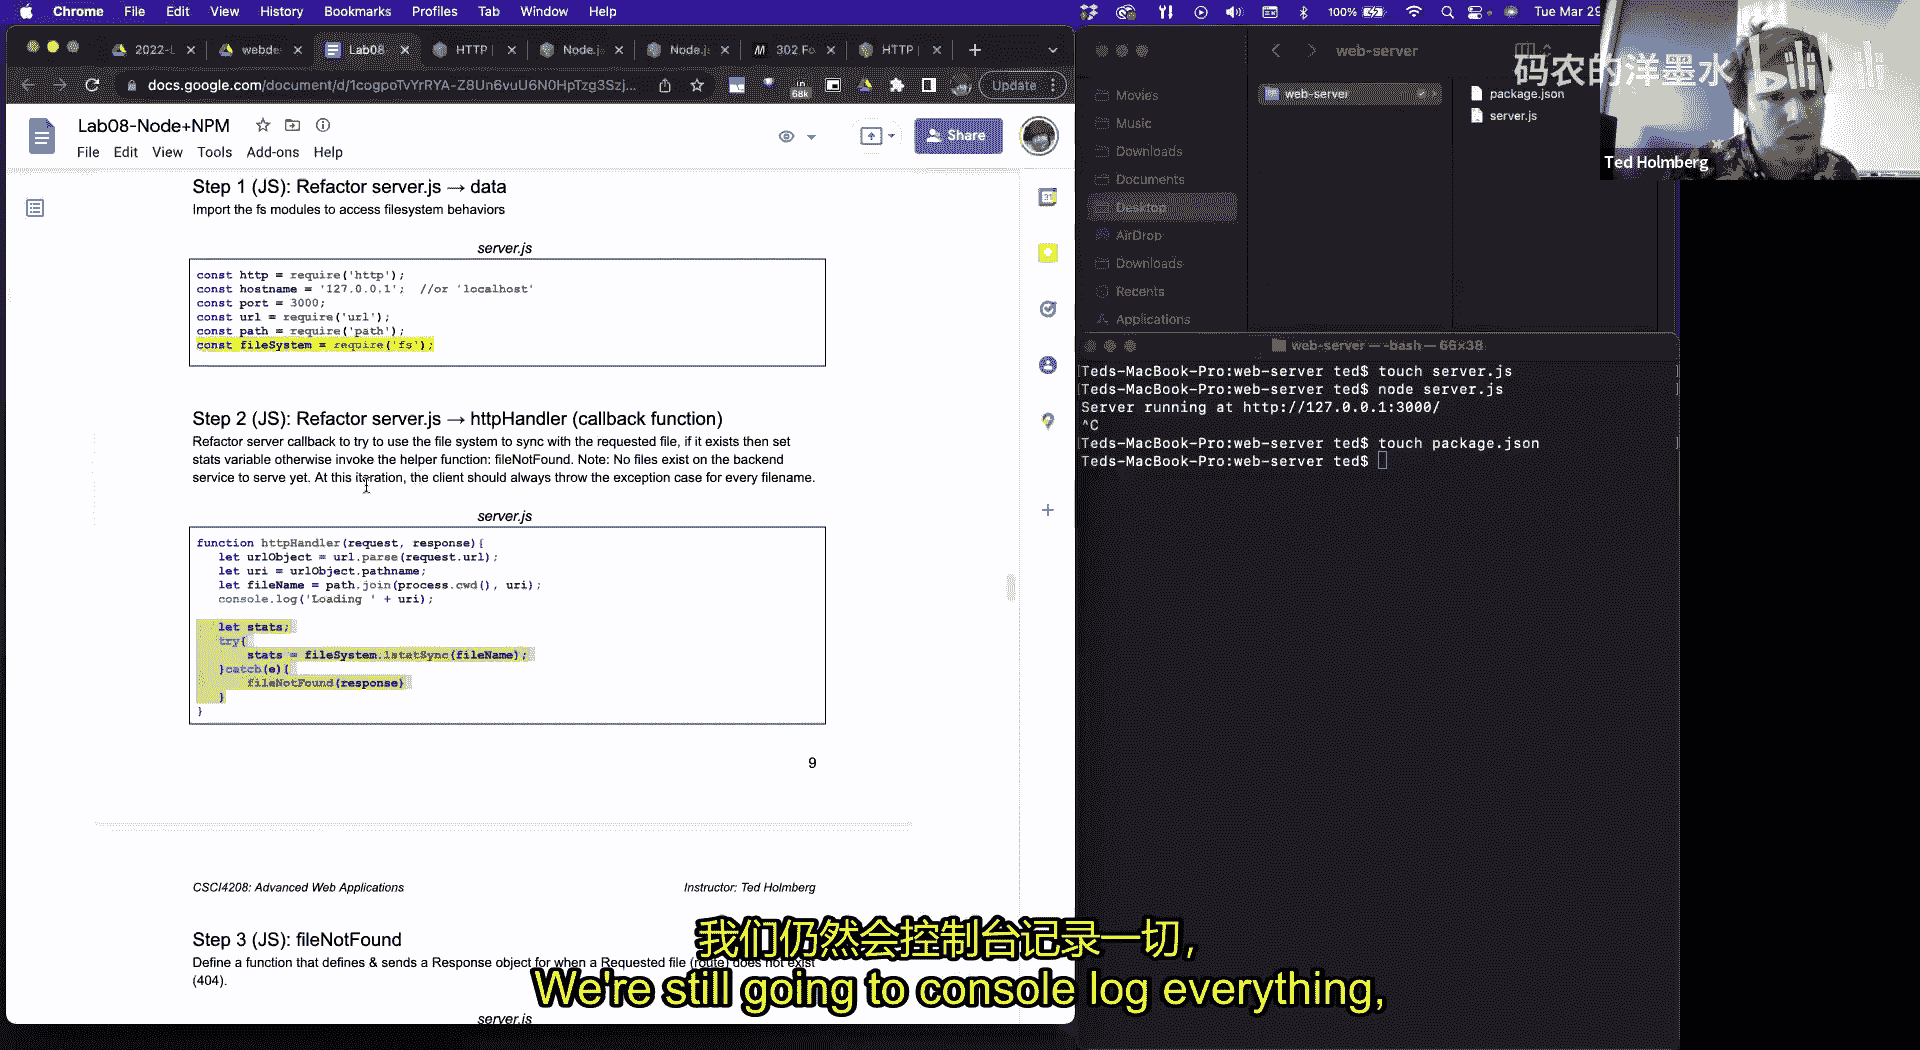 Chrome File Edit View History Bookmarks Profiles Tab Window Help
100% Tue Mar 29
2022-L webde Lab08 HTTP Node.js Node.js 302 Fo HTTP
docs.google.com/document/d/1cogpoTvYrRYA-Z8Un6vuU6N0HpTzg3Szj...
68k
Update
Lab08-Node+NPM
File Edit View Tools Add-ons Help
Share
Step 1 (JS): Refactor server.js → data
Import the fs modules to access filesystem behaviors
server.js
const http = require('http');
const hostname = '127.0.0.1'; //or 'localhost'
const port = 3000;
const url = require('url');
const path = require('path');
const fileSystem = require('fs');
Step 2 (JS): Refactor server.js → httpHandler (callback function)
Refactor server callback to try to use the file system to sync with the requested file, if it exists then set
stats variable otherwise invoke the helper function: fileNotFound. Note: No files exist on the backend
service to serve yet. At this iteration, the client should always throw the exception case for every filename.
server.js
function httpHandler(request, response){
let urlObject = url.parse(request.url);
let uri = urlObject.pathname;
let fileName = path.join(process.cwd(), uri);
console.log('Loading ' + uri);
let stats;
try{
stats = fileSystem.lstatSync(fileName);
}catch(e){
fileNotFound(response)
}
}
9
CSCI4208: Advanced Web Applications
Instructor: Ted Holmberg
Step 3 (JS): fileNotFound
Define a function that defines & sends a Response object for when a Requested file (route) does not exist
(404).
server.js
web-server
Movies
Music
Downloads
Documents
Desktop
AirDrop
Downloads
Recents
Applications
web-server
package.json
server.js
码农的洋墨水
bilibili
Ted Holmberg
web-server — -bash — 66×38
Teds-MacBook-Pro:web-server ted$ touch server.js
Teds-MacBook-Pro:web-server ted$ node server.js
Server running at http://127.0.0.1:3000/
^C
Teds-MacBook-Pro:web-server ted$ touch package.json
Teds-MacBook-Pro:web-server ted$
我们仍然会控制台记录一切，
We're still going to console log everything,